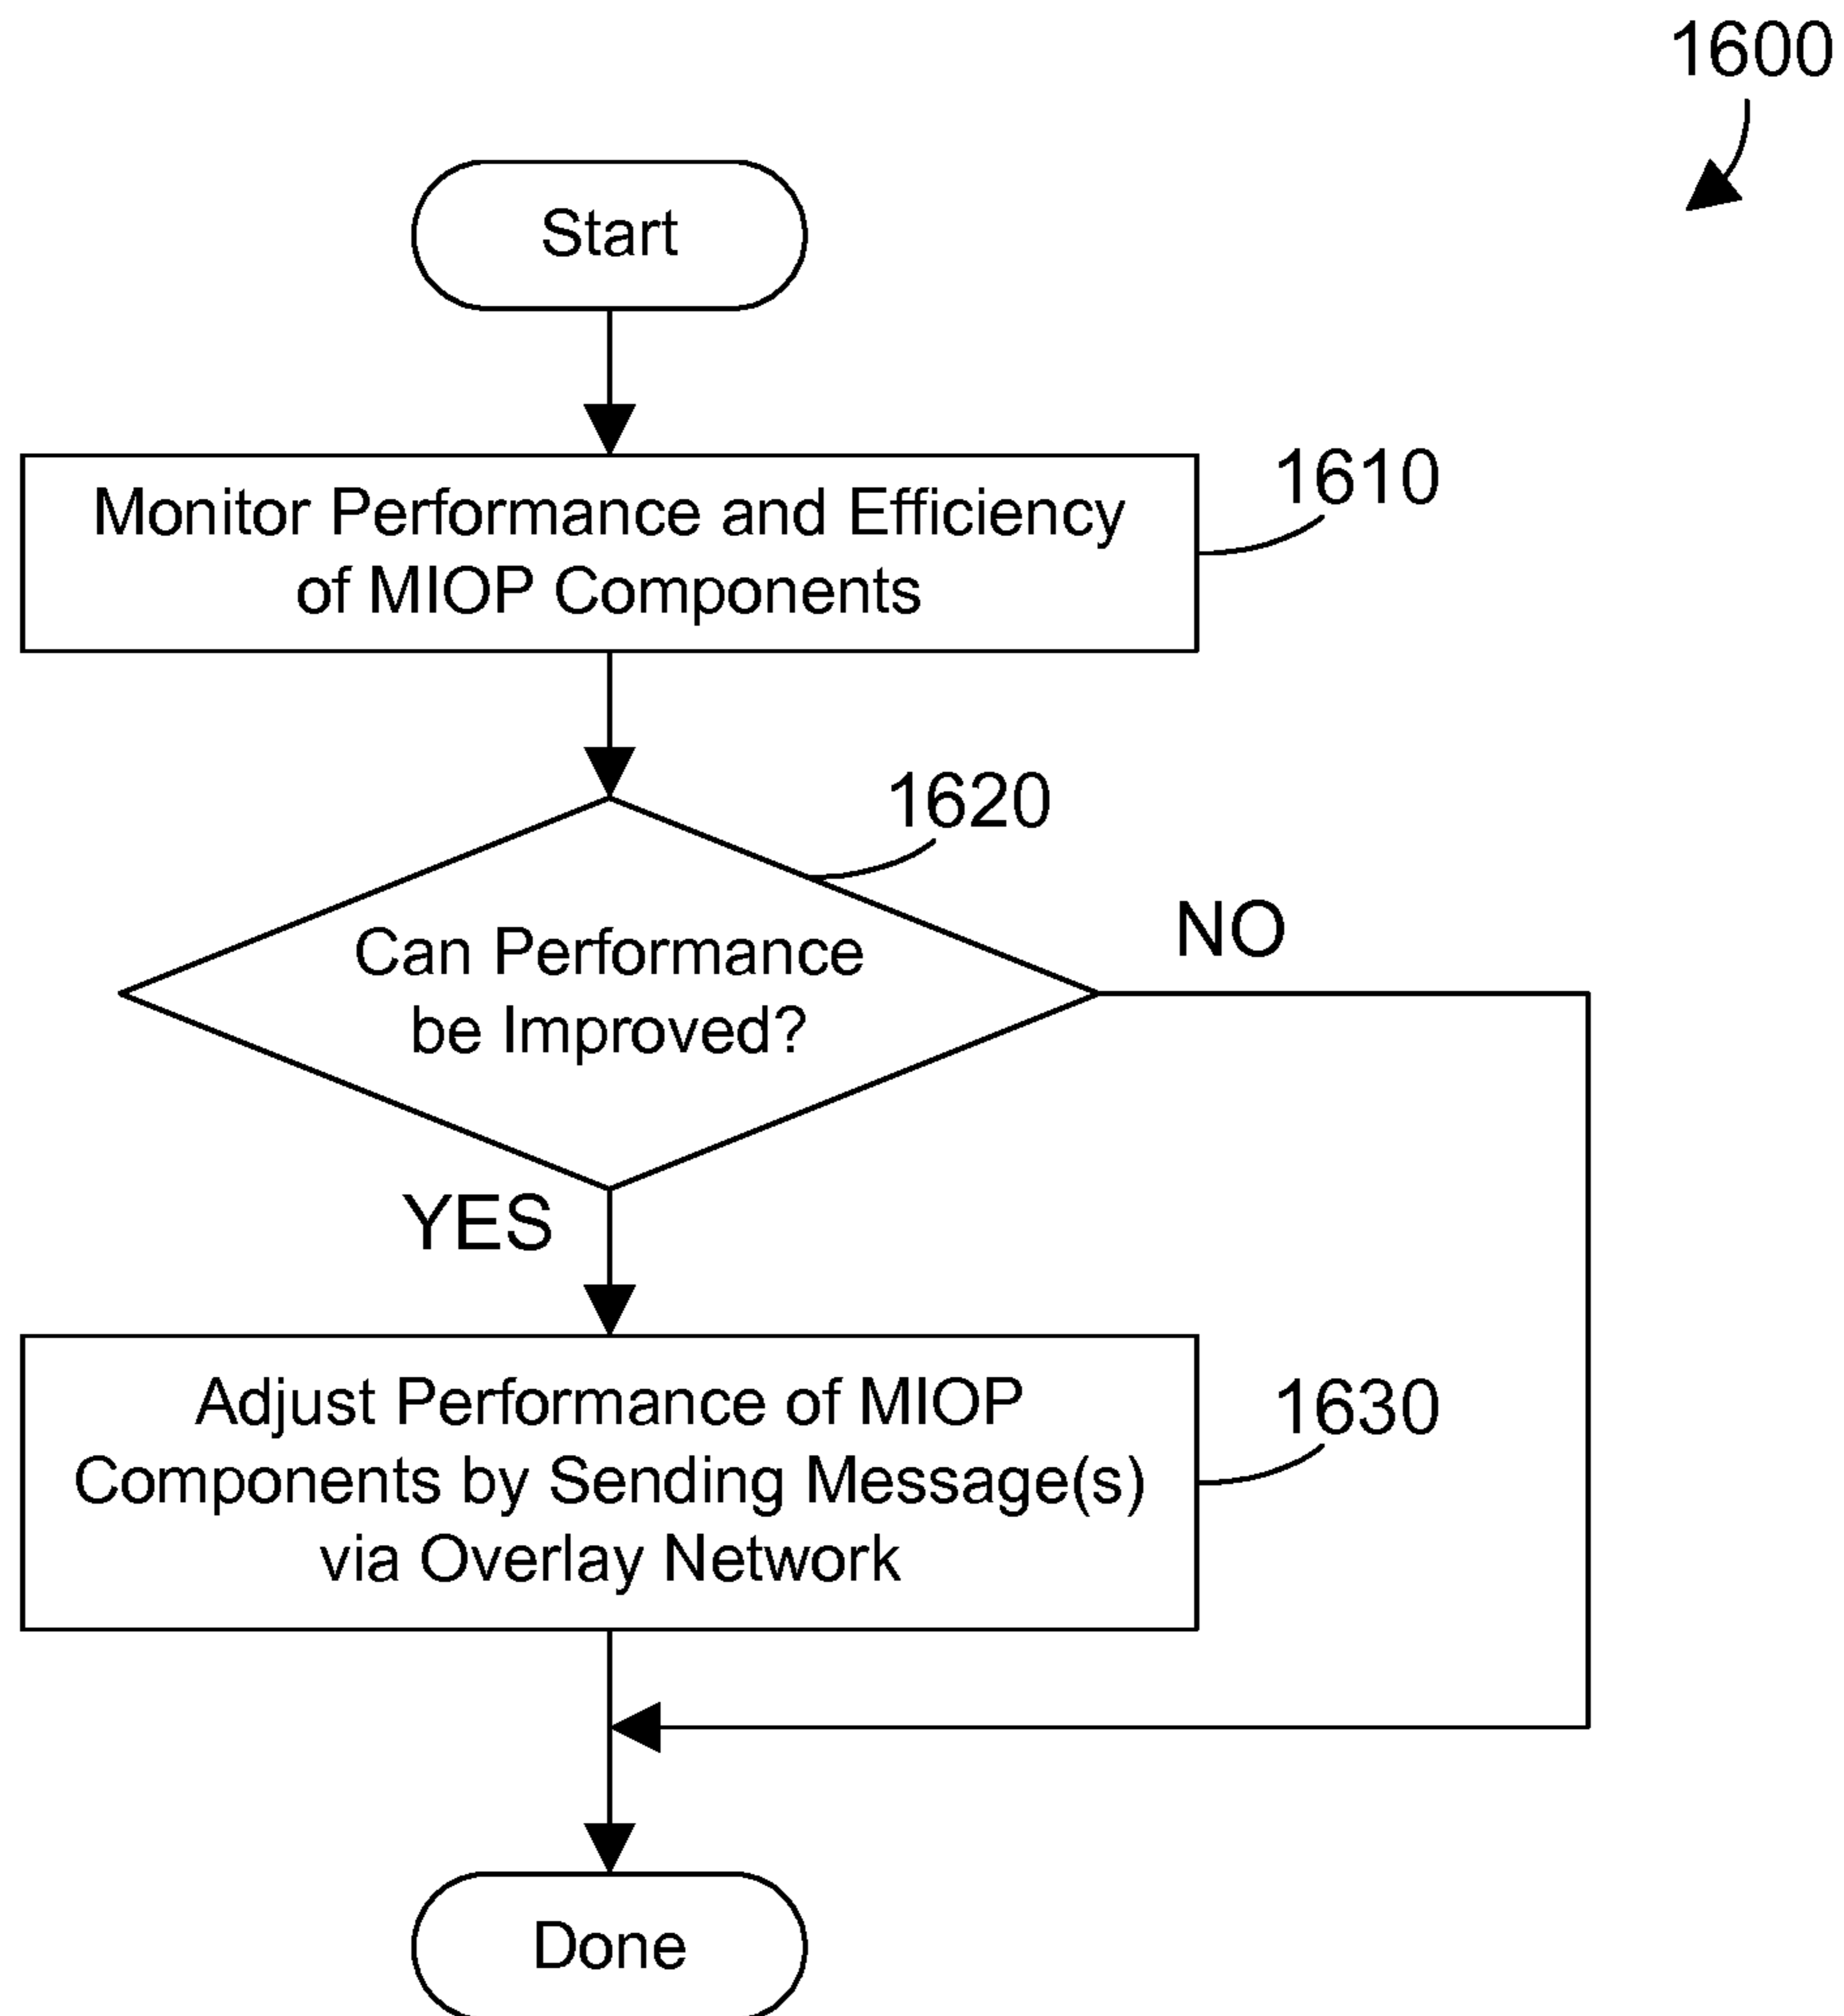 1600
Start
Monitor Performance and Efficiency
of MIOP Components
1610
1620
Can Performance
be Improved?
NO
YES
Adjust Performance of MIOP
Components by Sending Message(s)
via Overlay Network
1630
Done